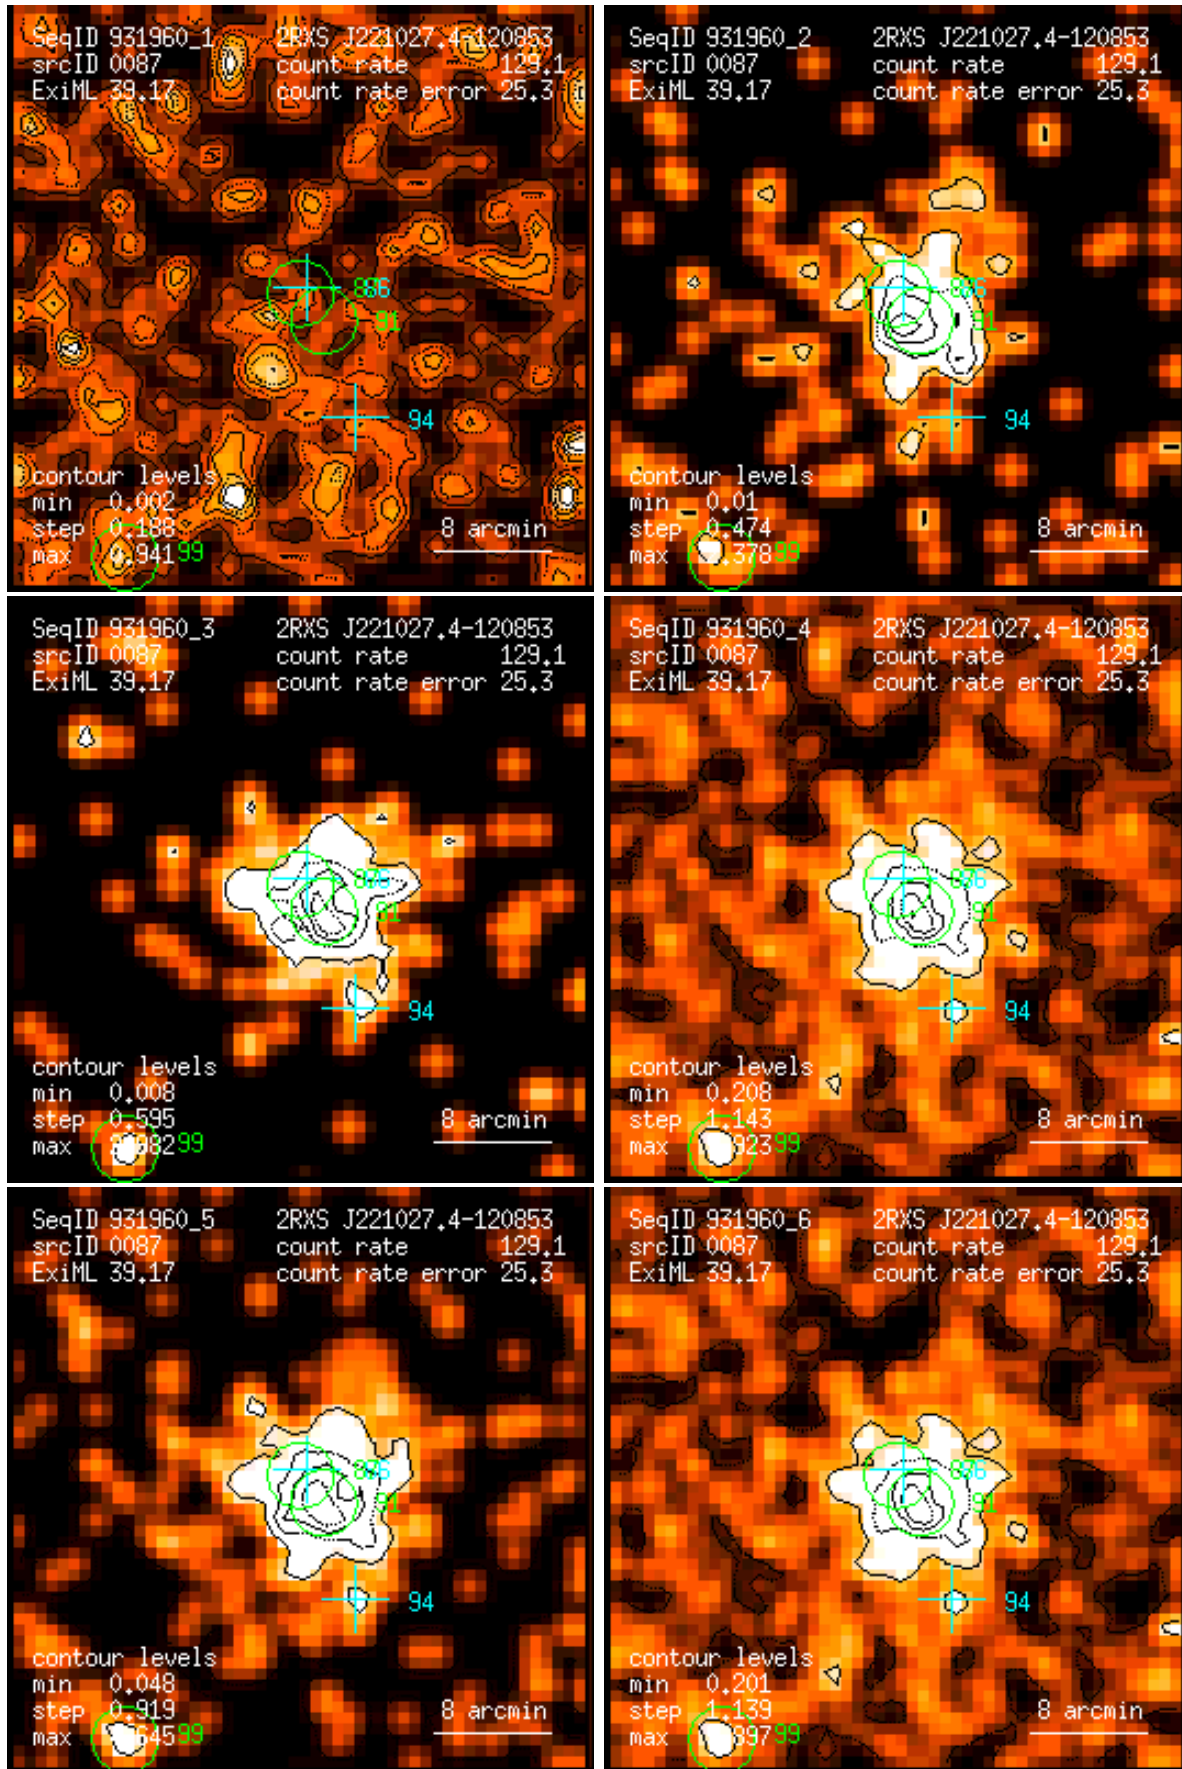 SeqID 931960_1 2RXS J221027.4-120853
srcID 0087 count rate 129.1
ExiML 39.17 count rate error 25.3
91
94
contour levels
min 0.002
step 0.188
max 0.941 99
8 arcmin
SeqID 931960_2 2RXS J221027.4-120853
srcID 0087 count rate 129.1
ExiML 39.17 count rate error 25.3
91
94
contour levels
min 0.01
step 0.474
max 99
8 arcmin
SeqID 931960_3 2RXS J221027.4-120853
srcID 0087 count rate 129.1
ExiML 39.17 count rate error 25.3
91
94
contour levels
min 0.008
step 0.595
max 99
8 arcmin
SeqID 931960_4 2RXS J221027.4-120853
srcID 0087 count rate 129.1
ExiML 39.17 count rate error 25.3
91
94
contour levels
min 0.208
step 1.143
max 99
8 arcmin
SeqID 931960_5 2RXS J221027.4-120853
srcID 0087 count rate 129.1
ExiML 39.17 count rate error 25.3
91
94
contour levels
min 0.048
step 0.919
max 99
8 arcmin
SeqID 931960_6 2RXS J221027.4-120853
srcID 0087 count rate 129.1
ExiML 39.17 count rate error 25.3
91
94
contour levels
min 0.201
step 1.139
max 99
8 arcmin